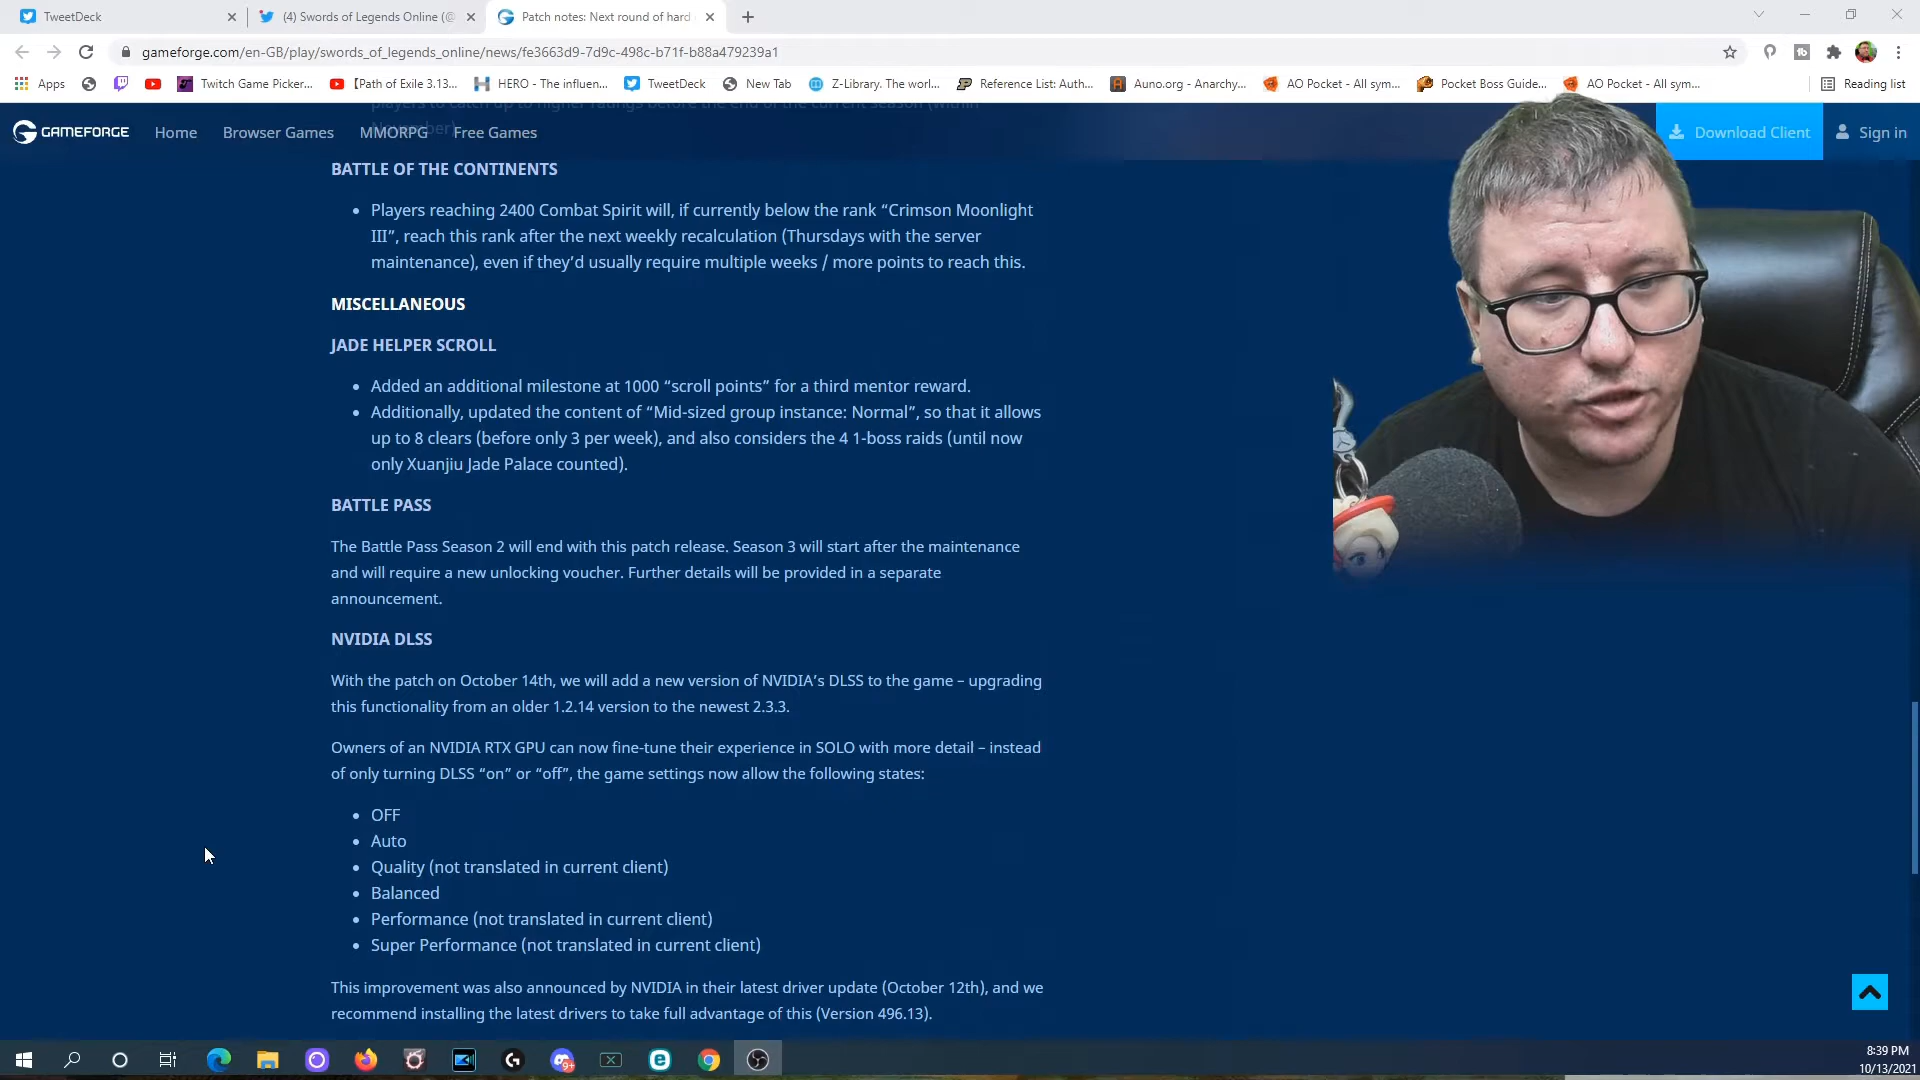 TweetDeck
(4) Swords of Legends Online (@
Patch notes: Next round of hard
gameforge.com/en-GB/play/swords_of_legends_online/news/fe3663d9-7d9c-498c-b71f-b88a479239a1
Apps
Twitch Game Picker...
【Path of Exile 3.13...
HERO - The influen...
TweetDeck
New Tab
Z-Library. The worl...
Reference List: Auth...
Auno.org - Anarchy...
AO Pocket - All sym...
Pocket Boss Guide...
AO Pocket - All sym...
Reading list
players to catch up to higher ratings before the end of the current season (within
November)
GAMEFORGE
Home
Browser Games
MMORPG
Free Games
Download Client
Sign in
BATTLE OF THE CONTINENTS
• Players reaching 2400 Combat Spirit will, if currently below the rank “Crimson Moonlight
III”, reach this rank after the next weekly recalculation (Thursdays with the server
maintenance), even if they’d usually require multiple weeks / more points to reach this.
MISCELLANEOUS
JADE HELPER SCROLL
• Added an additional milestone at 1000 “scroll points” for a third mentor reward.
• Additionally, updated the content of “Mid-sized group instance: Normal”, so that it allows
up to 8 clears (before only 3 per week), and also considers the 4 1-boss raids (until now
only Xuanjiu Jade Palace counted).
BATTLE PASS
The Battle Pass Season 2 will end with this patch release. Season 3 will start after the maintenance
and will require a new unlocking voucher. Further details will be provided in a separate
announcement.
NVIDIA DLSS
With the patch on October 14th, we will add a new version of NVIDIA’s DLSS to the game – upgrading
this functionality from an older 1.2.14 version to the newest 2.3.3.
Owners of an NVIDIA RTX GPU can now fine-tune their experience in SOLO with more detail – instead
of only turning DLSS “on” or “off”, the game settings now allow the following states:
• OFF
• Auto
• Quality (not translated in current client)
• Balanced
• Performance (not translated in current client)
• Super Performance (not translated in current client)
This improvement was also announced by NVIDIA in their latest driver update (October 12th), and we
recommend installing the latest drivers to take full advantage of this (Version 496.13).
9+
8:39 PM
10/13/2021